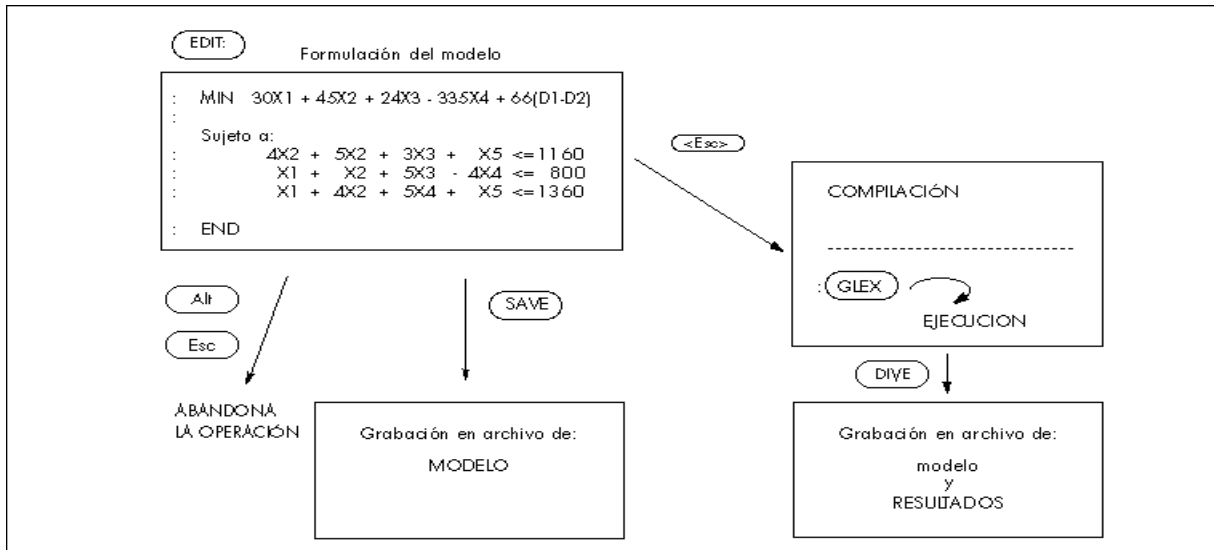 EDIT:
Formulación del modelo
: MIN 30X1 + 45X2 + 24X3 - 335X4 + 66(D1-D2)
:
Sujeto a:
: 4X2 + 5X2 + 3X3 + X5 <=1160
: X1 + X2 + 5X3 - 4X4 <= 800
: X1 + 4X2 + 5X4 + X5 <=1360
: END
<Esc>
COMPILACIÓN
------------------------------
:GLEX
EJECUCION
Alt
Esc
SAVE
DIVE
ABANDONA
LA OPERACIÓN
Grabación en archivo de:
MODELO
Grabación en archivo de:
modelo
y
RESULTADOS